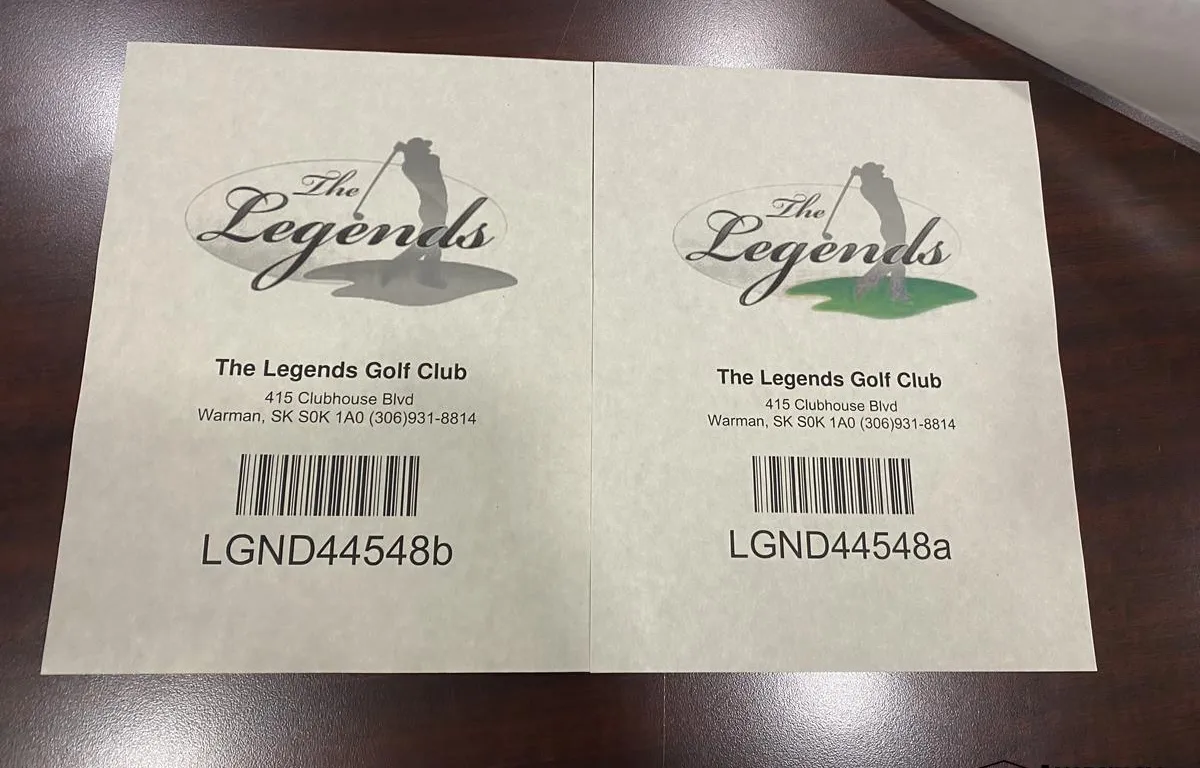 The
Legends
The Legends Golf Club
415 Clubhouse Blvd
Warman, SK S0K 1A0 (306)931-8814
LGND44548b
The
Legends
The Legends Golf Club
415 Clubhouse Blvd
Warman, SK S0K 1A0 (306)931-8814
LGND44548a